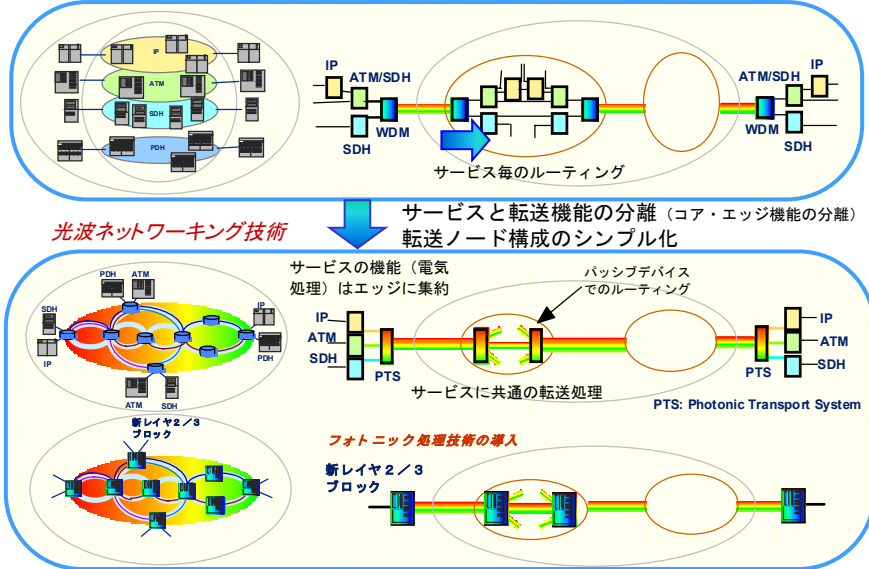 IP
ATM
SDH
PDH
IP
ATM/SDH
WDM
SDH
サービス毎のルーティング
ATM/SDH
IP
WDM
SDH
光波ネットワーキング技術
サービスと転送機能の分離（コア・エッジ機能の分離）
転送ノード構成のシンプル化
PDH
ATM
SDH
IP
IP
PDH
ATM
SDH
サービスの機能（電気
処理）はエッジに集約
パッシブデバイス
でのルーティング
IP
ATM
SDH
PTS
サービスに共通の転送処理
IP
ATM
SDH
PTS
PTS: Photonic Transport System
新レイヤ２／３
ブロック
フォトニック処理技術の導入
新レイヤ２／３
ブロック